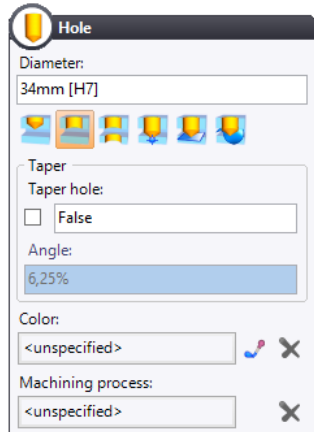 Hole
Diameter:
34mm [H7]
Taper
Taper hole:
False
Angle:
6,25%
Color:
<unspecified>
Machining process:
<unspecified>